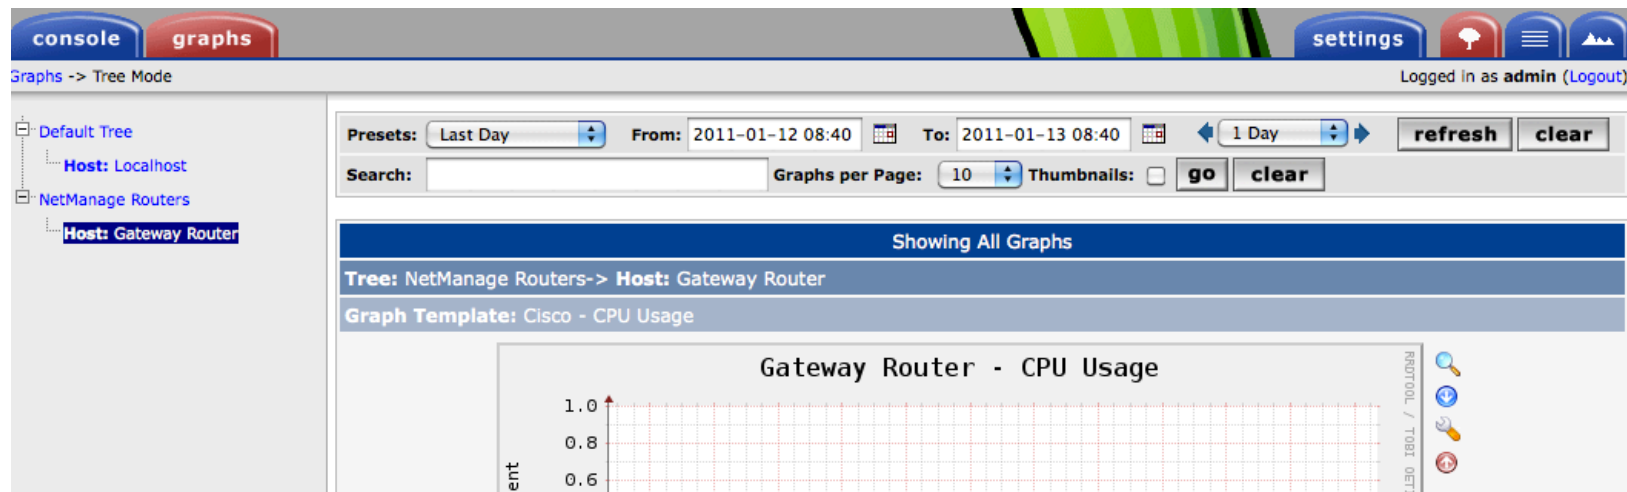 console graphs settings
Graphs -> Tree Mode Logged in as admin (Logout)
Default Tree
Host: Localhost
NetManage Routers
Host: Gateway Router
Presets: Last Day From: 2011-01-12 08:40 To: 2011-01-13 08:40 1 Day refresh clear
Search: Graphs per Page: 10 Thumbnails: go clear
Showing All Graphs
Tree: NetManage Routers-> Host: Gateway Router
Graph Template: Cisco - CPU Usage
Gateway Router - CPU Usage
1.0
0.8
0.6
RRDTOOL / TOBI